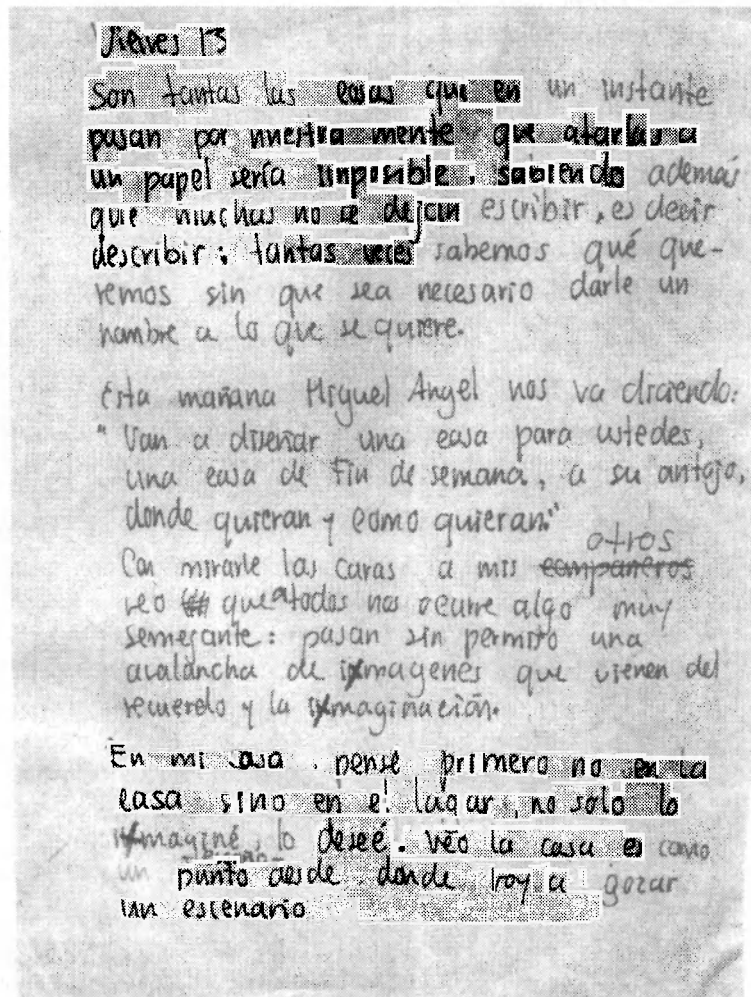 Jueves 13
Son tantas las cosas que en un instante
pasan por nuestra mente que atarlas a
un papel sería imposible, sabiendo además
que muchas no se dejan escribir, es decir
describir; tantas veces sabemos qué que-
remos sin que sea necesario darle un
nombre a lo que se quiere.
Esta mañana Miguel Angel nos va diciendo:
"Van a diseñar una casa para ustedes,
una casa de fin de semana, a su antojo,
donde quieran y como quieran."
otros
Con mirarle las caras a mis compañeros
veo que a todos nos ocurre algo muy
semejante: pasan sin permiso una
avalancha de imagenes que vienen del
recuerdo y la imaginación.
En mi casa, pensé primero no en la
casa sino en el lugar, no solo lo
imaginé, lo deseé. Veo la casa es como
un punto desde donde voy a gozar
un escenario